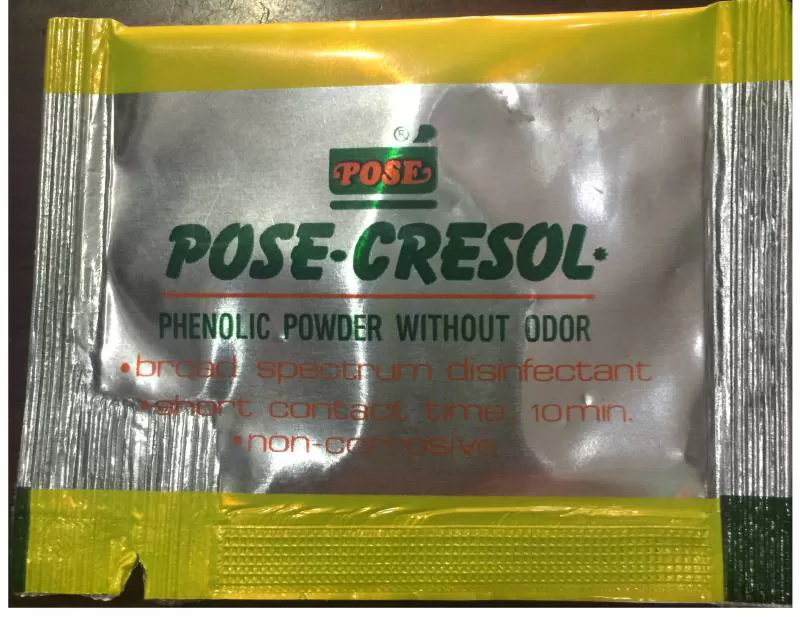 ®
POSE
POSE-CRESOL*
PHENOLIC POWDER WITHOUT ODOR
•broad spectrum disinfectant
•short contact time, 10min.
•non-corrosive